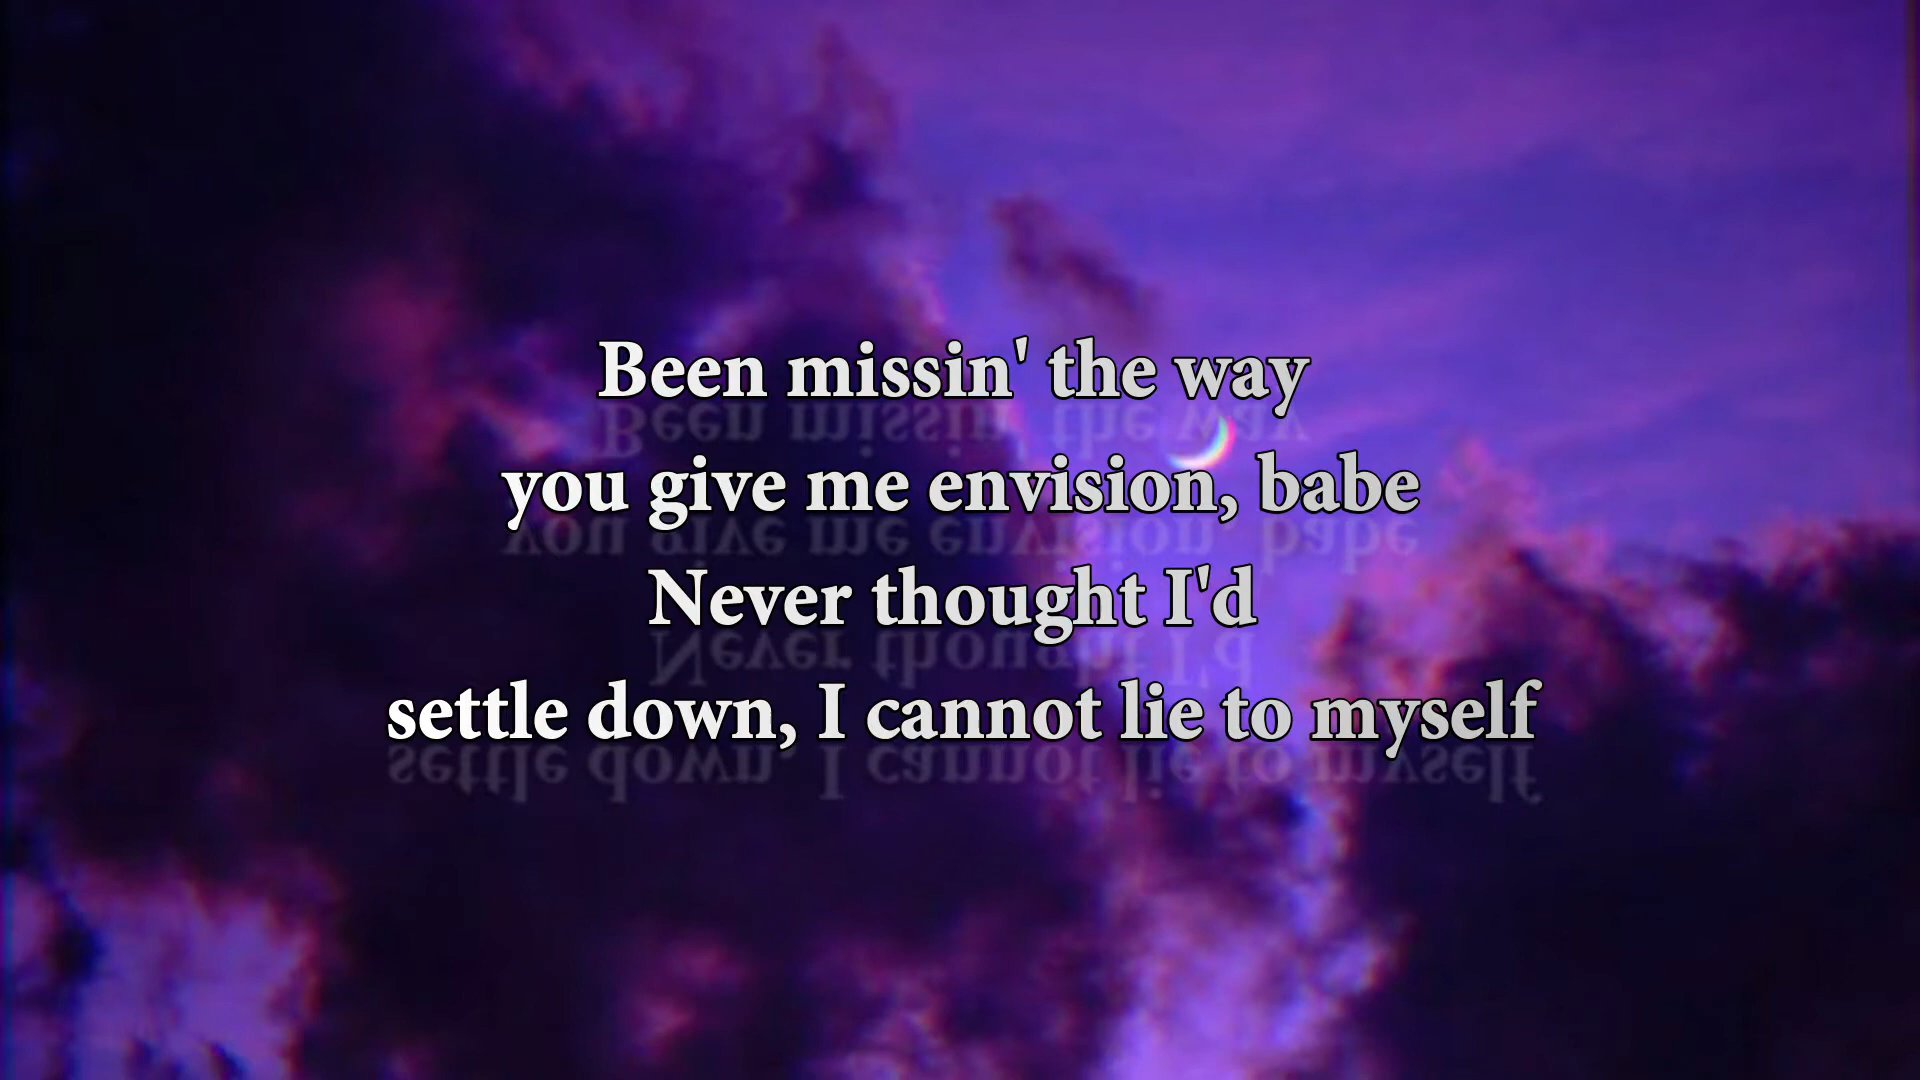 Been missin' the way
you give me envision, babe
Never thought I'd
settle down, I cannot lie to myself